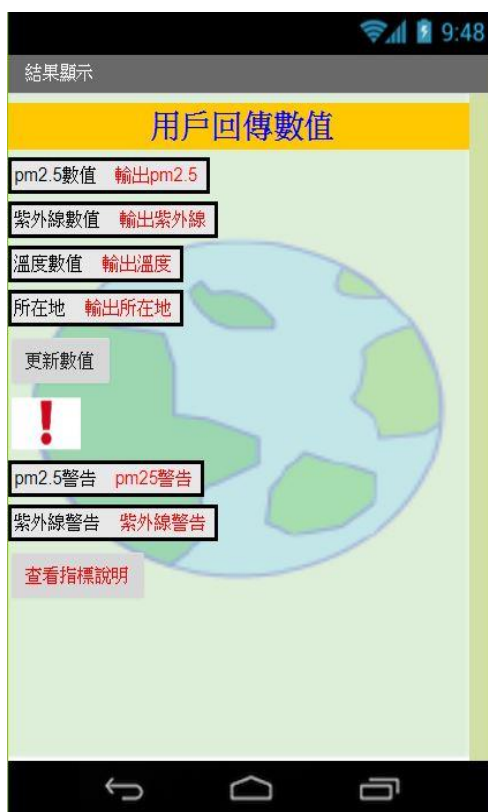 9:48
結果顯示
用戶回傳數值
pm2.5數值 輸出pm2.5
紫外線數值 輸出紫外線
溫度數值 輸出溫度
所在地 輸出所在地
更新數值
!
pm2.5警告 pm25警告
紫外線警告 紫外線警告
查看指標說明